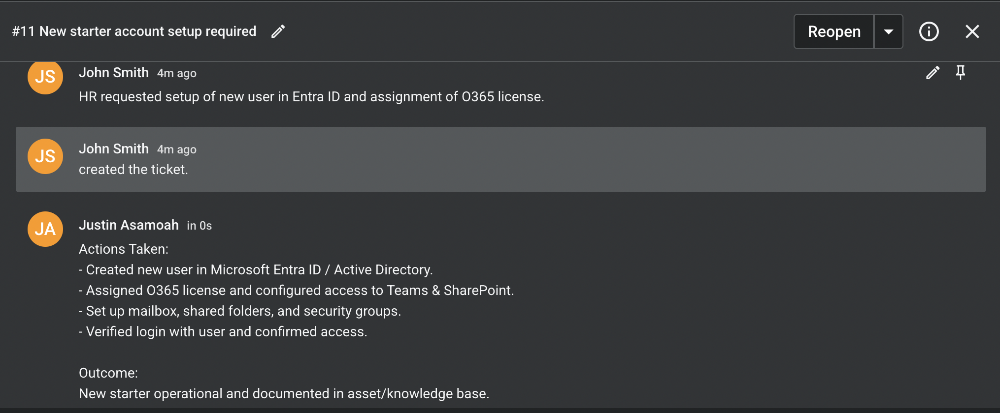 #11 New starter account setup required
Reopen
JS
John Smith 4m ago
HR requested setup of new user in Entra ID and assignment of O365 license.
JS
John Smith 4m ago
created the ticket.
JA
Justin Asamoah in 0s
Actions Taken:
- Created new user in Microsoft Entra ID / Active Directory.
- Assigned O365 license and configured access to Teams & SharePoint.
- Set up mailbox, shared folders, and security groups.
- Verified login with user and confirmed access.
Outcome:
New starter operational and documented in asset/knowledge base.